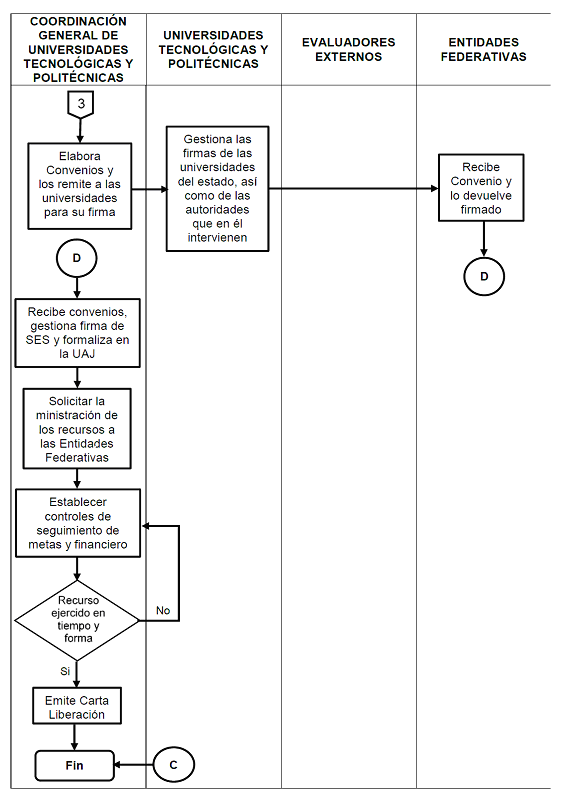 COORDINACIÓN
GENERAL DE
UNIVERSIDADES
TECNOLÓGICAS Y
POLITÉCNICAS
UNIVERSIDADES
TECNOLÓGICAS Y
POLITÉCNICAS
EVALUADORES
EXTERNOS
ENTIDADES
FEDERATIVAS
3
Elabora
Convenios y
los remite a las
universidades
para su firma
Gestiona las
firmas de las
universidades
del estado, así
como de las
autoridades
que en él
intervienen
Recibe
Convenio y
lo devuelve
firmado
D
D
Recibe convenios,
gestiona firma de
SES y formaliza en
la UAJ
Solicitar la
ministración de
los recursos a
las Entidades
Federativas
Establecer
controles de
seguimiento de
metas y financiero
Recurso
ejercido en
tiempo y
forma
No
Si
Emite Carta
Liberación
Fin
C